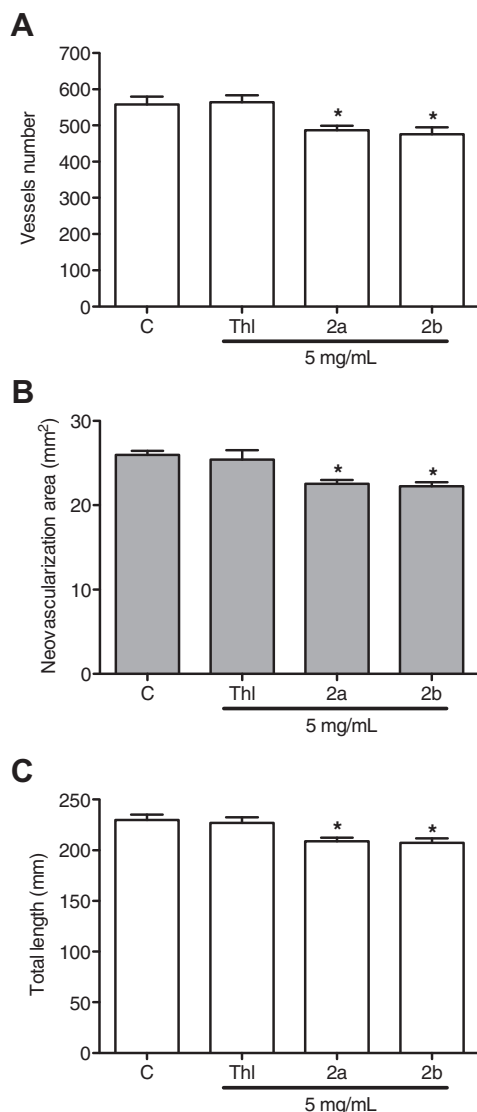 A
Vessels number
700
600
500
400
300
200
100
0
* *
C Thl 2a 2b
5 mg/mL
B
Neovascularization area (mm²)
30
20
10
0
* *
C Thl 2a 2b
5 mg/mL
C
Total length (mm)
250
200
150
100
50
0
* *
C Thl 2a 2b
5 mg/mL